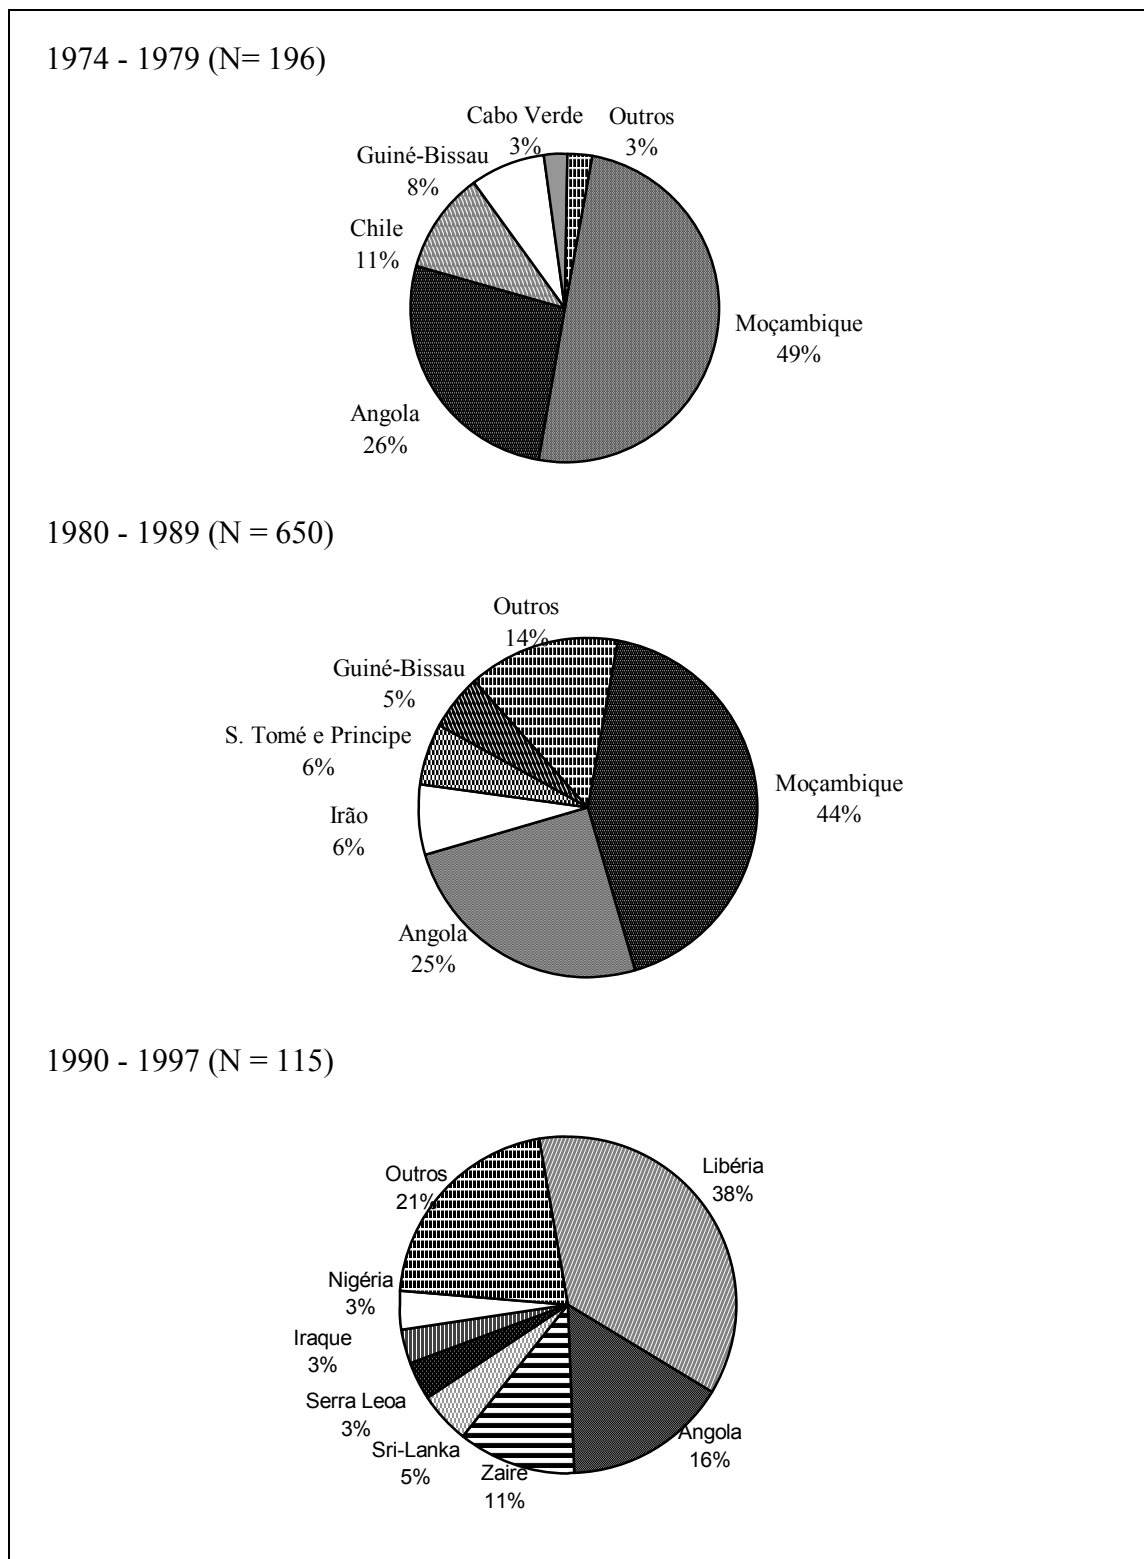 1974 - 1979 (N= 196)
Cabo Verde
3%
Outros
3%
Guiné-Bissau
8%
Chile
11%
Moçambique
49%
Angola
26%
1980 - 1989 (N = 650)
Outros
14%
Guiné-Bissau
5%
S. Tomé e Principe
6%
Moçambique
44%
Irão
6%
Angola
25%
1990 - 1997 (N = 115)
Libéria
38%
Outros
21%
Nigéria
3%
Iraque
3%
Serra Leoa
3%
Angola
16%
Sri-Lanka
5%
Zaire
11%